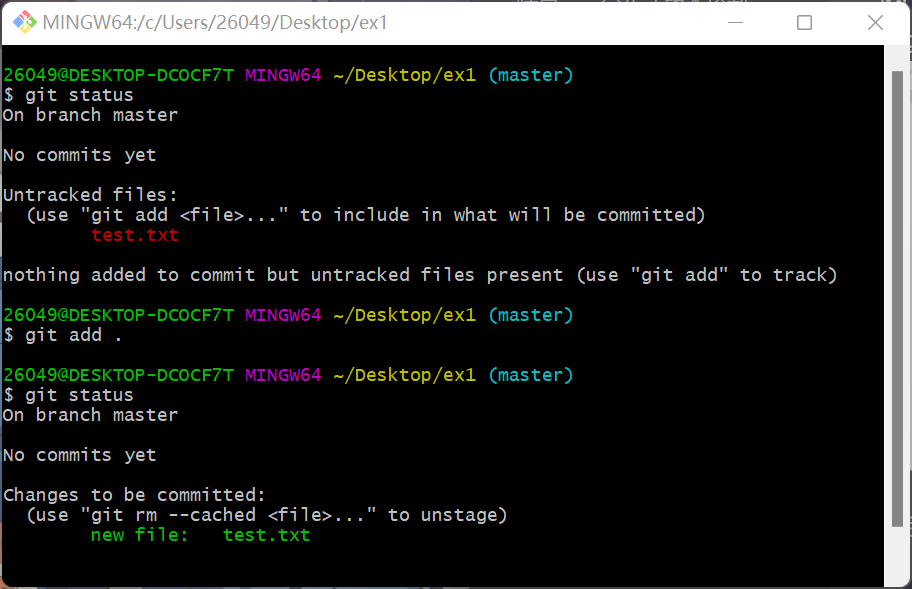 MINGW64:/c/Users/26049/Desktop/ex1
26049@DESKTOP-DCOCF7T MINGW64 ~/Desktop/ex1 (master)
$ git status
On branch master
No commits yet
Untracked files:
  (use "git add <file>..." to include in what will be committed)
        test.txt
nothing added to commit but untracked files present (use "git add" to track)
26049@DESKTOP-DCOCF7T MINGW64 ~/Desktop/ex1 (master)
$ git add .
26049@DESKTOP-DCOCF7T MINGW64 ~/Desktop/ex1 (master)
$ git status
On branch master
No commits yet
Changes to be committed:
  (use "git rm --cached <file>..." to unstage)
        new file:   test.txt